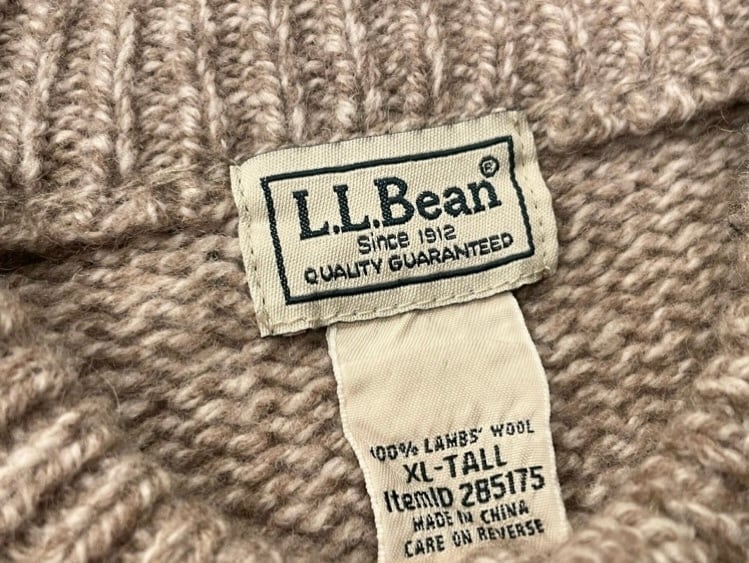 L.L.Bean®
Since 1912
QUALITY GUARANTEED
100% LAMBS' WOOL
XL-TALL
ItemID 285175
MADE IN CHINA
CARE ON REVERSE